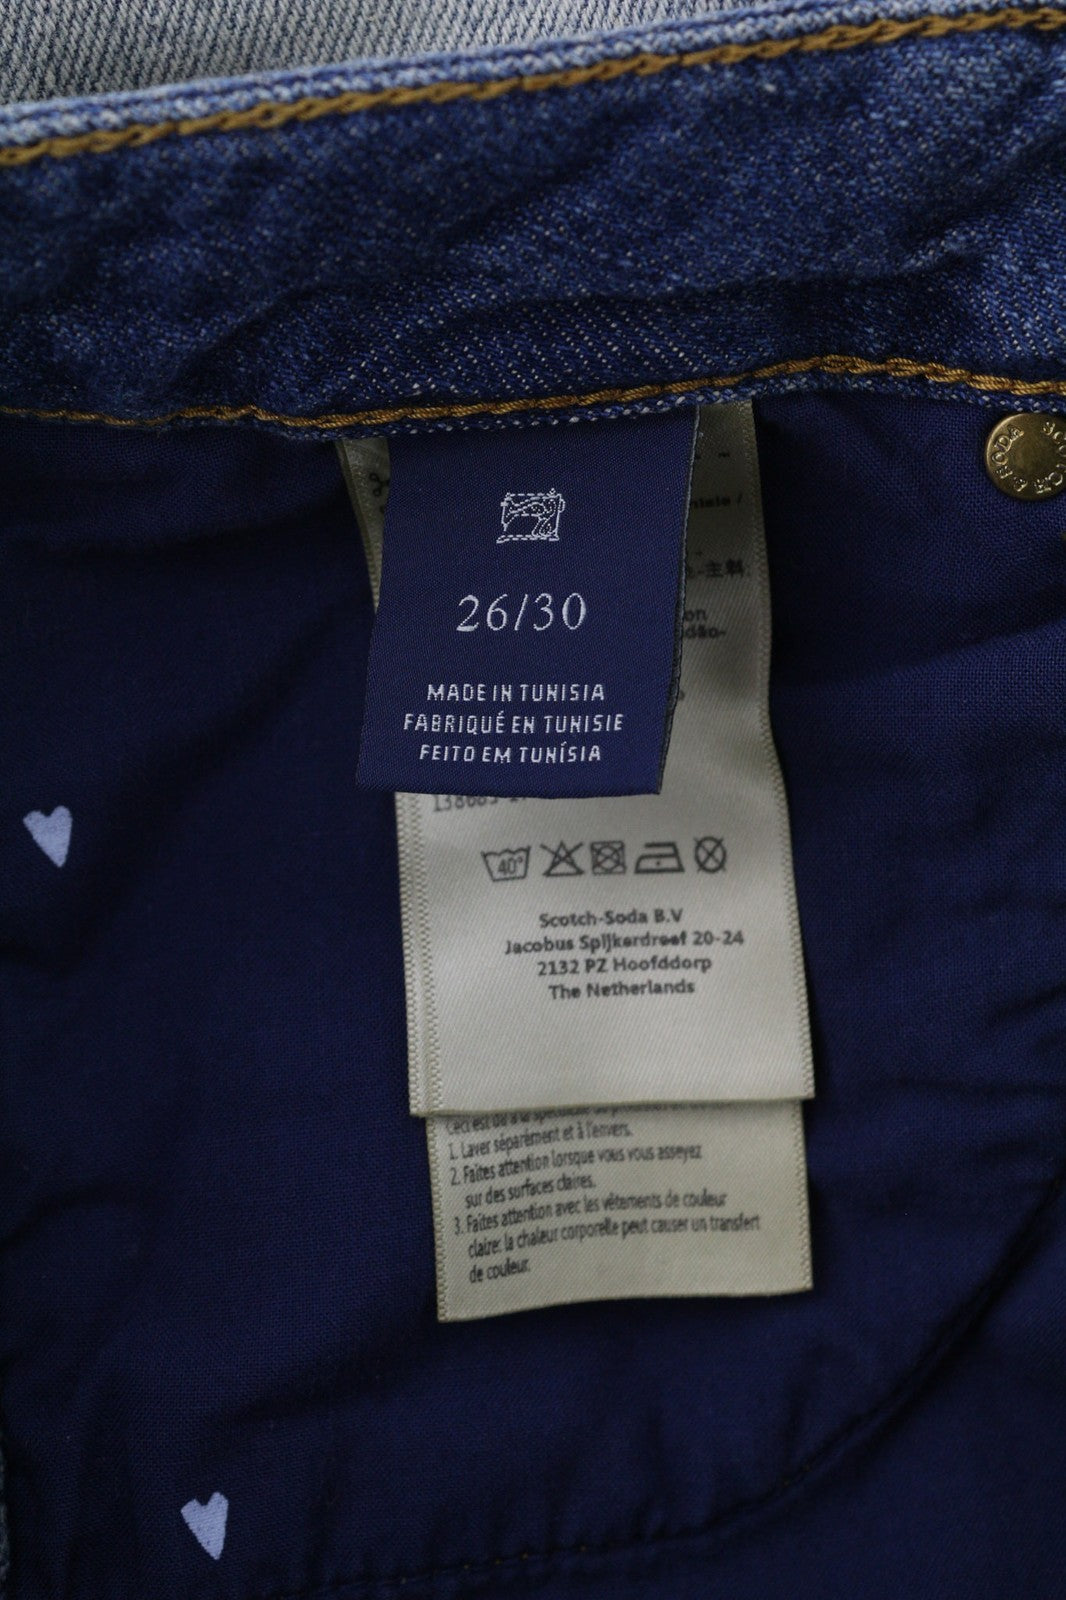 SCOTCH & SODA
26/30
MADE IN TUNISIA
FABRIQUÉ EN TUNISIE
FEITO EM TUNÍSIA
40°
Scotch-Soda B.V
Jacobus Spijkerdreef 20-24
2132 PZ Hoofddorp
The Netherlands
1. Laver séparément et à l'envers.
2. Faites attention lorsque vous vous asseyez
sur des surfaces claires.
3. Faites attention avec les vêtements de couleur
claire: la chaleur corporelle peut causer un transfert
de couleur.